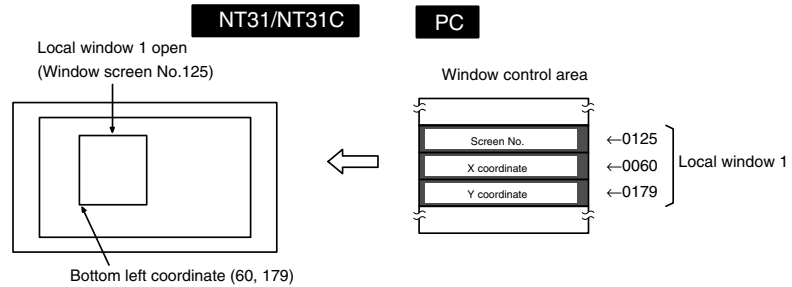 NT31/NT31C
PC
Local window 1 open
(Window screen No.125)
Window control area
Screen No.
←0125
X coordinate
←0060
Local window 1
Y coordinate
←0179
Bottom left coordinate (60, 179)